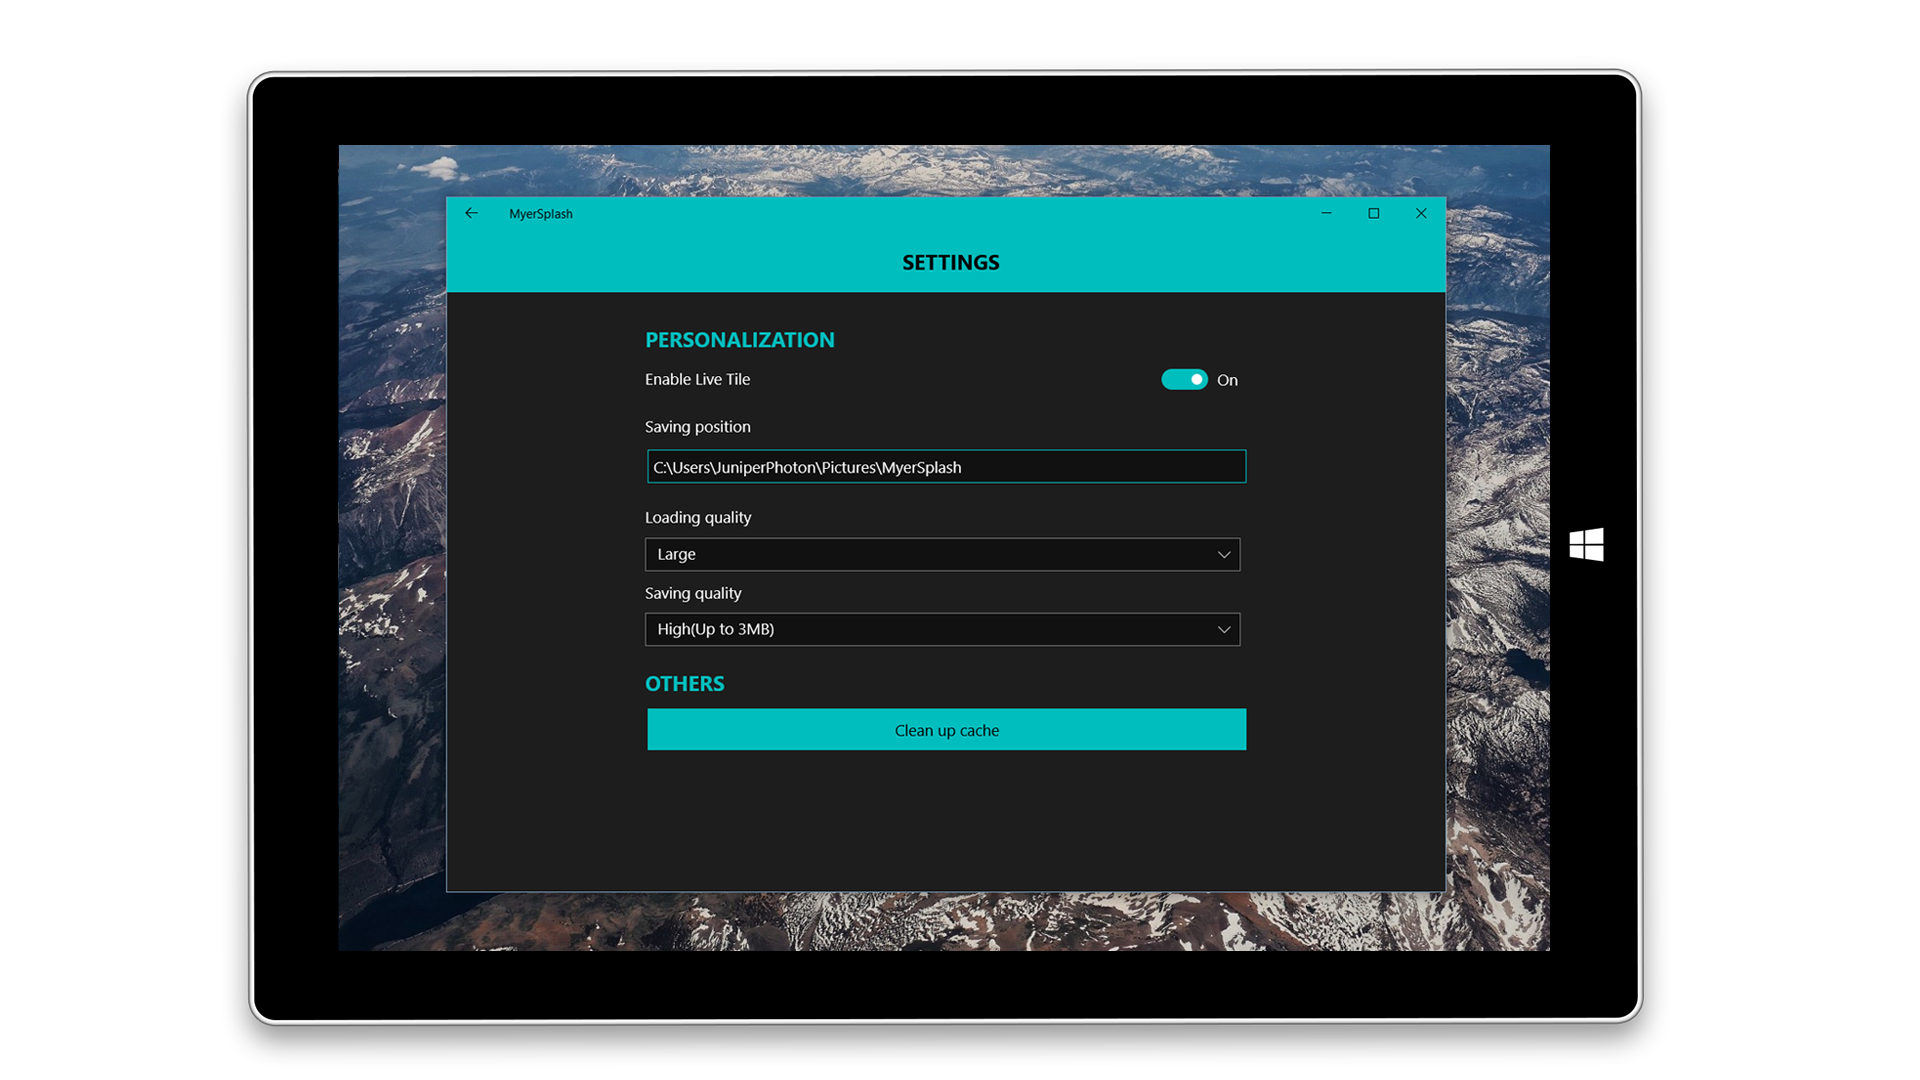 MyerSplash
SETTINGS
PERSONALIZATION
Enable Live Tile
On
Saving position
C:\Users\JuniperPhoton\Pictures\MyerSplash
Loading quality
Large
Saving quality
High(Up to 3MB)
OTHERS
Clean up cache